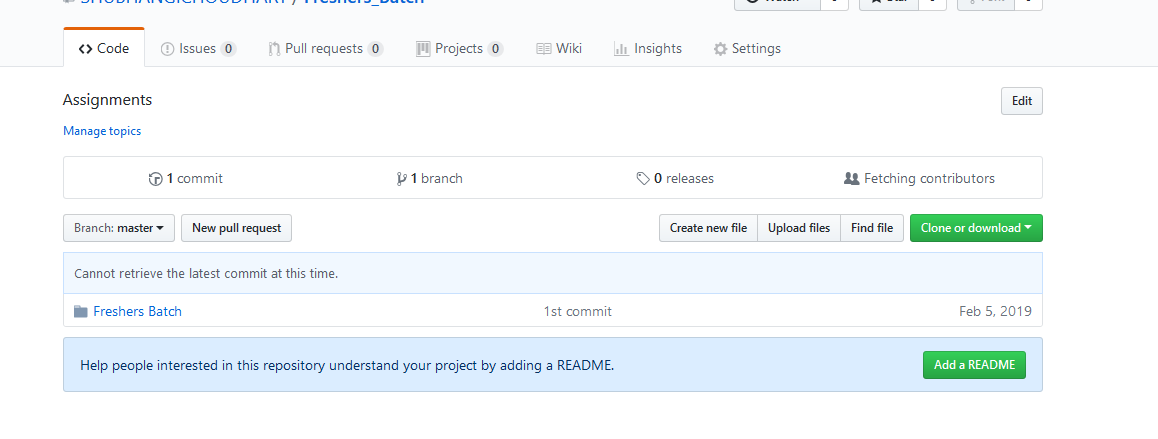 SHUBHANGICHOUDHARY / Freshers_Batch
Code Issues 0 Pull requests 0 Projects 0 Wiki Insights Settings
Assignments Edit
Manage topics
1 commit 1 branch 0 releases Fetching contributors
Branch: master New pull request Create new file Upload files Find file Clone or download
Cannot retrieve the latest commit at this time.
Freshers Batch 1st commit Feb 5, 2019
Help people interested in this repository understand your project by adding a README. Add a README